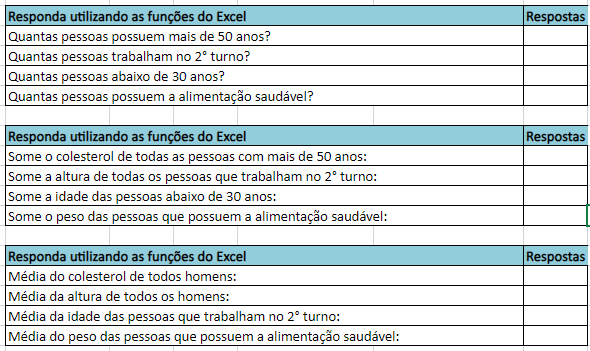 Responda utilizando as funções do Excel Respostas
Quantas pessoas possuem mais de 50 anos?
Quantas pessoas trabalham no 2° turno?
Quantas pessoas abaixo de 30 anos?
Quantas pessoas possuem a alimentação saudável?
Responda utilizando as funções do Excel Respostas
Some o colesterol de todas as pessoas com mais de 50 anos:
Some a altura de todas os pessoas que trabalham no 2° turno:
Some a idade das pessoas abaixo de 30 anos:
Some o peso das pessoas que possuem a alimentação saudável:
Responda utilizando as funções do Excel Respostas
Média do colesterol de todos homens:
Média da altura de todos os homens:
Média da idade das pessoas que trabalham no 2° turno:
Média do peso das pessoas que possuem a alimentação saudável: